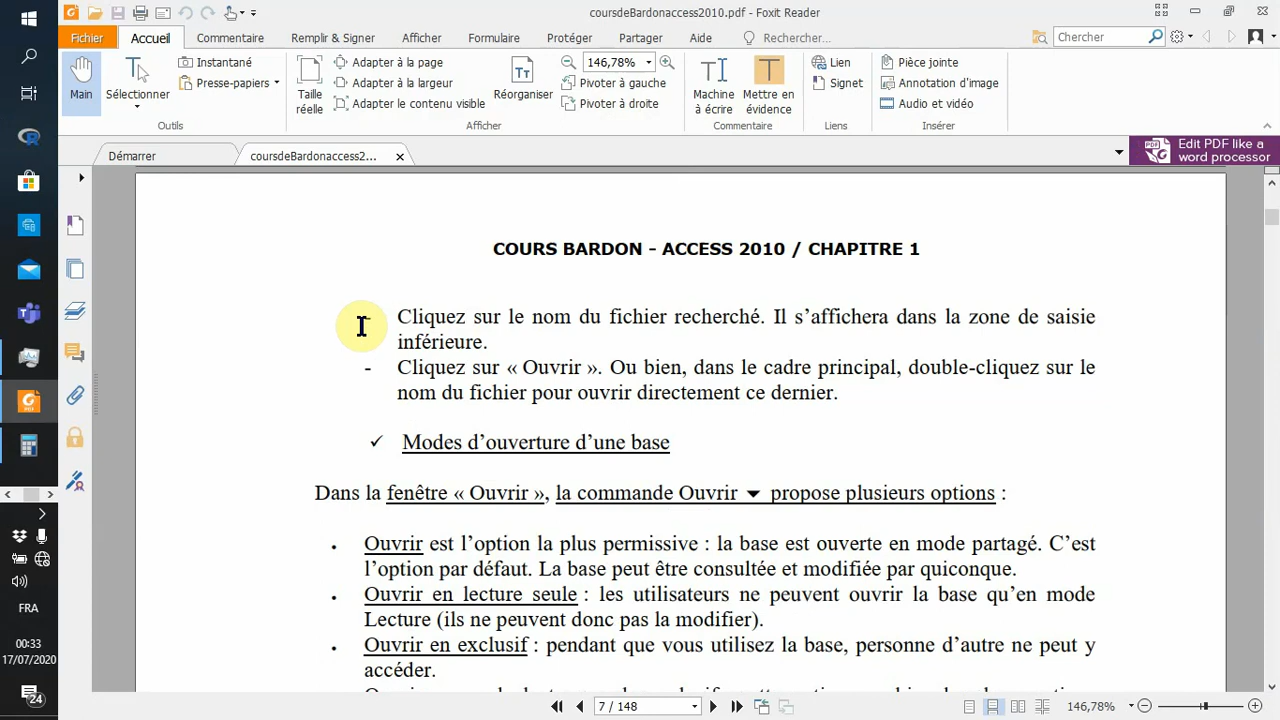 coursdeBardonaccess2010.pdf - Foxit Reader
Fichier Accueil Commentaire Remplir & Signer Afficher Formulaire Protéger Partager Aide Rechercher... Chercher
Main
Sélectionner
Instantané
Presse-papiers
Outils
Taille réelle
Adapter à la page
Adapter à la largeur
Adapter le contenu visible
Réorganiser
146,78%
Pivoter à gauche
Pivoter à droite
Afficher
Machine à écrire
Mettre en évidence
Commentaire
Lien
Signet
Liens
Pièce jointe
Annotation d'image
Audio et vidéo
Insérer
Démarrer coursdeBardonaccess2...
Edit PDF like a
word processor
COURS BARDON - ACCESS 2010 / CHAPITRE 1
Cliquez sur le nom du fichier recherché. Il s’affichera dans la zone de saisie
inférieure.
- Cliquez sur « Ouvrir ». Ou bien, dans le cadre principal, double-cliquez sur le
nom du fichier pour ouvrir directement ce dernier.
✓ Modes d’ouverture d’une base
Dans la fenêtre « Ouvrir », la commande Ouvrir ▼ propose plusieurs options :
• Ouvrir est l’option la plus permissive : la base est ouverte en mode partagé. C’est
l’option par défaut. La base peut être consultée et modifiée par quiconque.
• Ouvrir en lecture seule : les utilisateurs ne peuvent ouvrir la base qu’en mode
Lecture (ils ne peuvent donc pas la modifier).
• Ouvrir en exclusif : pendant que vous utilisez la base, personne d’autre ne peut y
accéder.
FRA
00:33
17/07/2020
24
7 / 148
146,78%